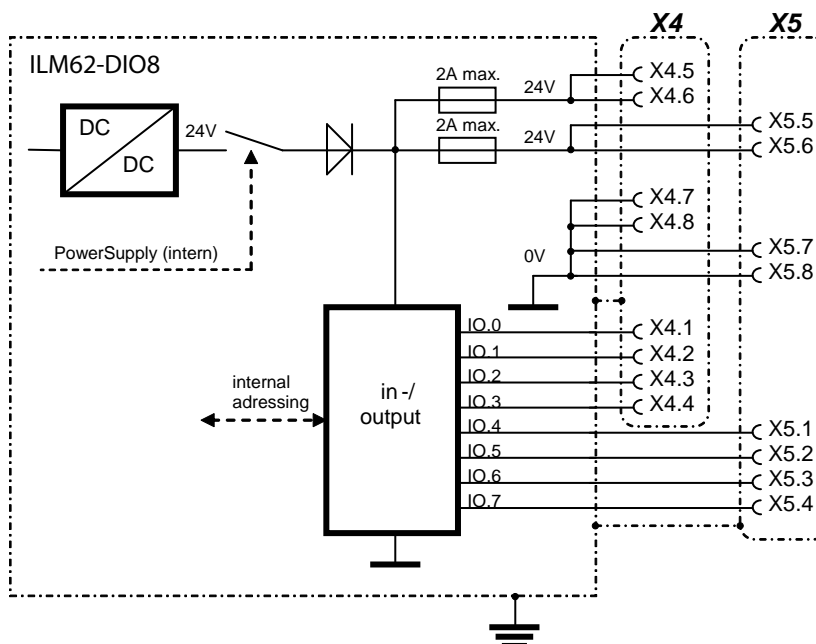 X4
X5
ILM62-DIO8
2A max.
24V
X4.5
X4.6
DC
DC
24V
2A max.
24V
X5.5
X5.6
X4.7
X4.8
PowerSupply (intern)
0V
X5.7
X5.8
IO.0
X4.1
IO.1
X4.2
IO.2
X4.3
IO.3
X4.4
internal
adressing
in-/
output
IO.4
X5.1
IO.5
X5.2
IO.6
X5.3
IO.7
X5.4